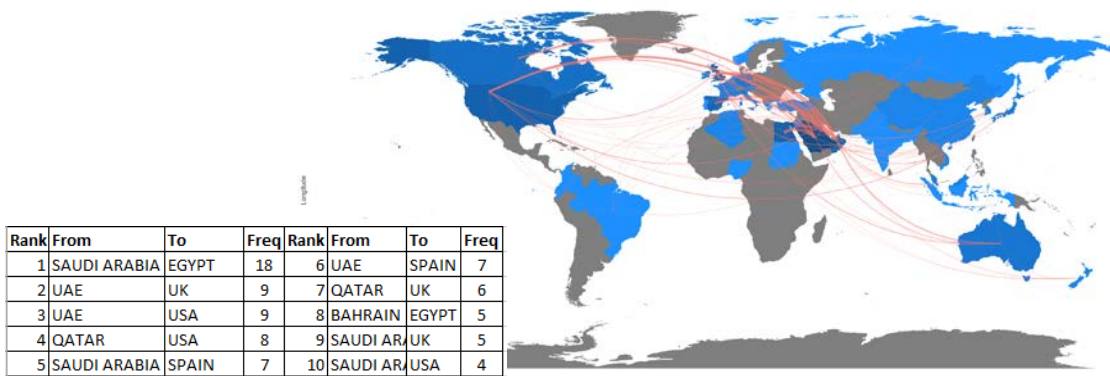 Longitude
Rank From To Freq Rank From To Freq
1 SAUDI ARABIA EGYPT 18 6 UAE SPAIN 7
2 UAE UK 9 7 QATAR UK 6
3 UAE USA 9 8 BAHRAIN EGYPT 5
4 QATAR USA 8 9 SAUDI ARA UK 5
5 SAUDI ARABIA SPAIN 7 10 SAUDI ARA USA 4